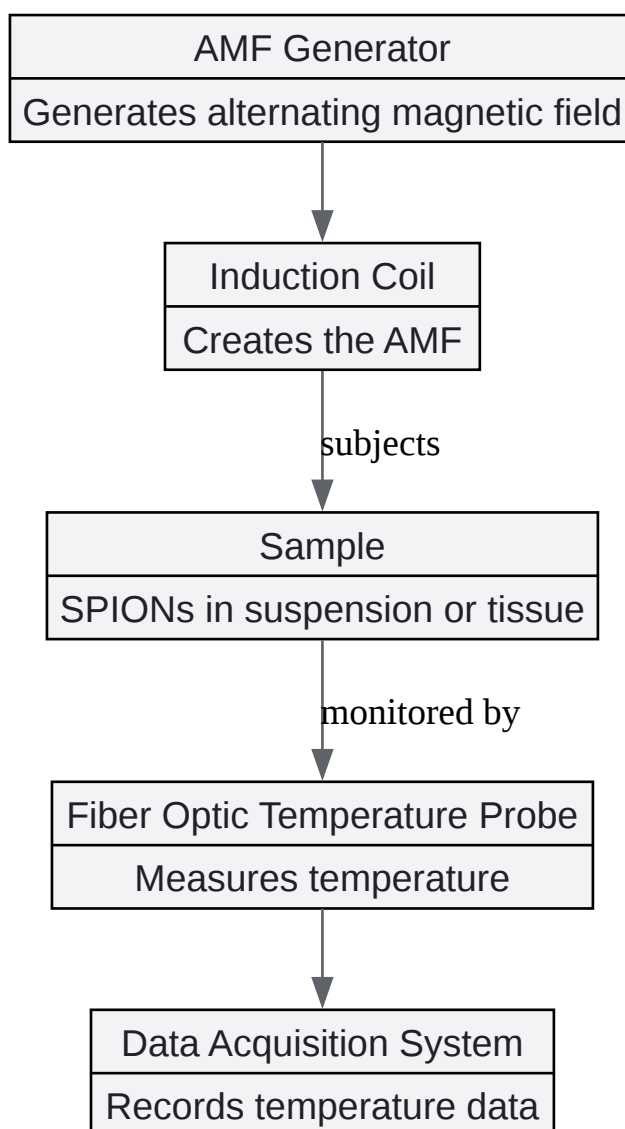 AMF Generator
Generates alternating magnetic field
Induction Coil
Creates the AMF
subjects
Sample
SPIONs in suspension or tissue
monitored by
Fiber Optic Temperature Probe
Measures temperature
Data Acquisition System
Records temperature data